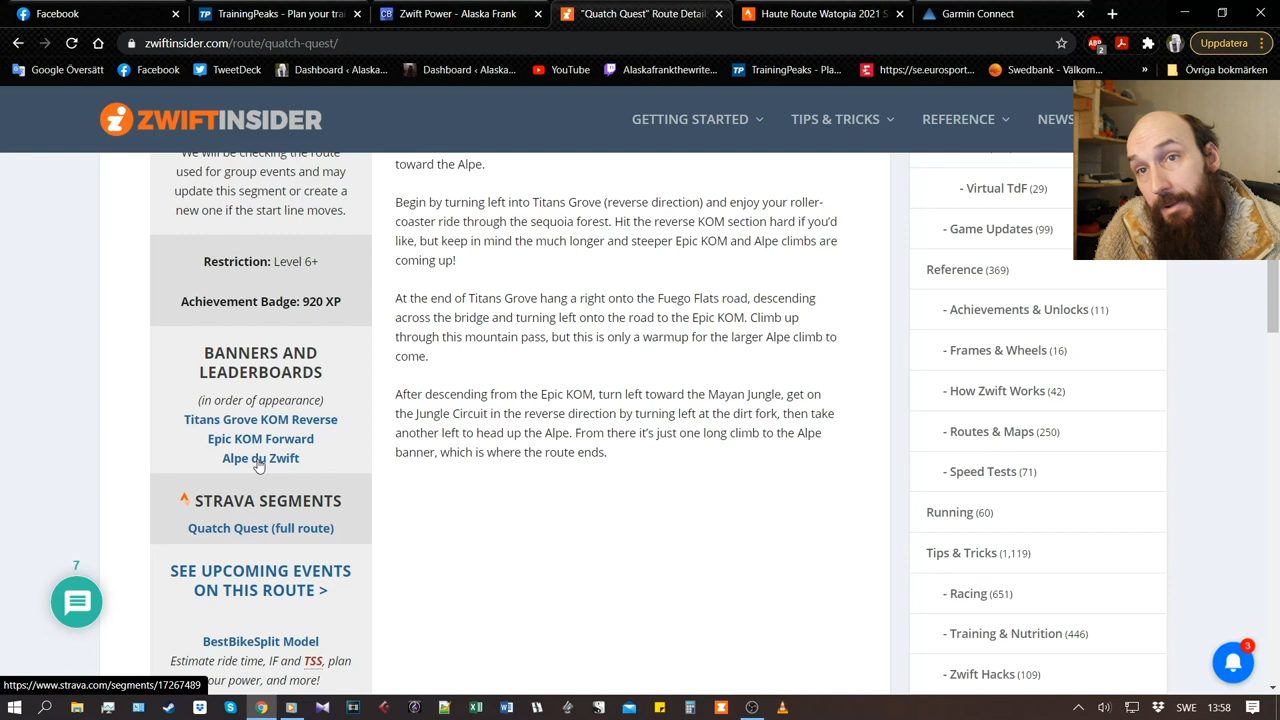 Facebook
TrainingPeaks - Plan your tra
Zwift Power - Alaska Frank
"Quatch Quest" Route Detail
Haute Route Watopia 2021 S
Garmin Connect
zwiftinsider.com/route/quatch-quest/
2
Uppdatera
Google Översätt
Facebook
TweetDeck
Dashboard ‹ Alaska...
Dashboard ‹ Alaska...
YouTube
Alaskafrankthewrite...
TrainingPeaks - Pla...
https://se.eurosport...
Swedbank - Välkom...
»
Övriga bokmärken
ZWIFTINSIDER
GETTING STARTED
TIPS & TRICKS
REFERENCE
NEWS
We will be checking the route
used for group events and may
update this segment or create a
new one if the start line moves.
Restriction: Level 6+
Achievement Badge: 920 XP
BANNERS AND
LEADERBOARDS
(in order of appearance)
Titans Grove KOM Reverse
Epic KOM Forward
Alpe du Zwift
STRAVA SEGMENTS
Quatch Quest (full route)
SEE UPCOMING EVENTS
ON THIS ROUTE >
BestBikeSplit Model
Estimate ride time, IF and TSS, plan
our power, and more!
toward the Alpe.
Begin by turning left into Titans Grove (reverse direction) and enjoy your roller-
coaster ride through the sequoia forest. Hit the reverse KOM section hard if you'd
like, but keep in mind the much longer and steeper Epic KOM and Alpe climbs are
coming up!
At the end of Titans Grove hang a right onto the Fuego Flats road, descending
across the bridge and turning left onto the road to the Epic KOM. Climb up
through this mountain pass, but this is only a warmup for the larger Alpe climb to
come.
After descending from the Epic KOM, turn left toward the Mayan Jungle, get on
the Jungle Circuit in the reverse direction by turning left at the dirt fork, then take
another left to head up the Alpe. From there it's just one long climb to the Alpe
banner, which is where the route ends.
- Virtual TdF (29)
- Game Updates (99)
Reference (369)
- Achievements & Unlocks (11)
- Frames & Wheels (16)
- How Zwift Works (42)
- Routes & Maps (250)
- Speed Tests (71)
Running (60)
Tips & Tricks (1,119)
- Racing (651)
- Training & Nutrition (446)
- Zwift Hacks (109)
7
3
https://www.strava.com/segments/17267489
SWE
13:58